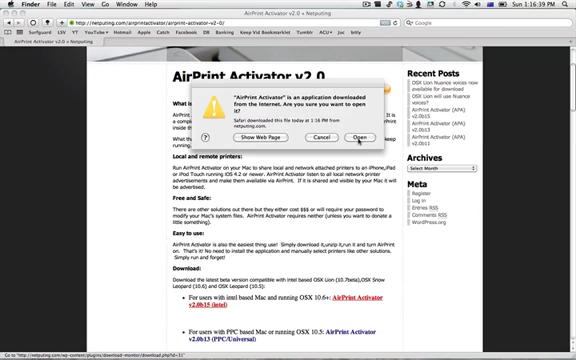 Finder File Edit View History Bookmarks Window Help
1:16:39 PM
AirPrint Activator v2.0 « Netputing
http://netputing.com/airprintactivator/airprint-activator-v2-0/
Google
Surfguard LSV YT YouTube Hotmail Apple Catch Facebook DB Banking Keep Vid Bookmarklet Tumblr ACU bitly
AirPrint Activator v2.0 « Netputing
AirPrint Activator v2.0
"AirPrint Activator" is an application downloaded
from the Internet. Are you sure you want to open
it?
Safari downloaded this file today at 1:16 PM from
netputing.com.
? Show Web Page Cancel Open
Local and remote printers:
Run AirPrint Activator on your Mac to share local and network attached printers to an iPhone,iPad
or iPod Touch running iOS 4.2 or newer. AirPrint Activator listen to all local network printer
advertisements and make them available via AirPrint. If it is shared and visible by your Mac it will
be advertised.
Free and Safe:
There are other solutions out there but they either cost $$$ or will require your password to
modify your Mac's system files. AirPrint Activator requires neither (unless you want to donate a
little something).
Easy to use:
AirPrint Activator is also the easiest thing use! Simply download it,unzip it,run it and turn AirPrint
on. That's it! No need to install the application and manually select printers like other solutions.
Simply run and forget!
Download:
Download the latest beta version compatible with intel based OSX Lion (10.7beta),OSX Snow
Leopard (10.6) and OSX Leopard (10.5):
For users with intel based Mac and running OSX 10.6+: AirPrint Activator
v2.0b15 (intel)
For users with PPC based Mac or running OSX 10.5: AirPrint Activator
v2.0b13 (PPC/Universal)
Recent Posts
OSX Lion Nuance voices now
available for download
OSX Lion will use Nuance
voices?
AirPrint Activator (APA)
v2.0b15
AirPrint Activator (APA)
v2.0b13
AirPrint Activator (APA)
v2.0b11
Archives
Select Month
Meta
Register
Log in
Entries RSS
Comments RSS
WordPress.org
Go to "http://netputing.com/wp-content/plugins/download-monitor/download.php?id=31"